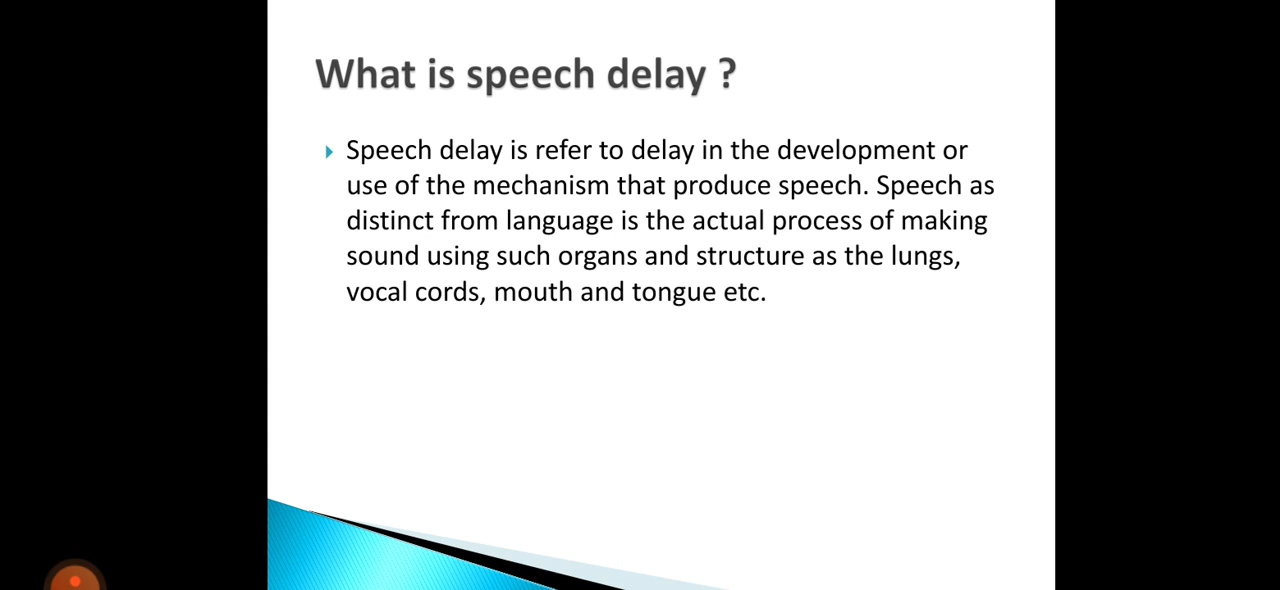 What is speech delay ?
Speech delay is refer to delay in the development or
use of the mechanism that produce speech. Speech as
distinct from language is the actual process of making
sound using such organs and structure as the lungs,
vocal cords, mouth and tongue etc.